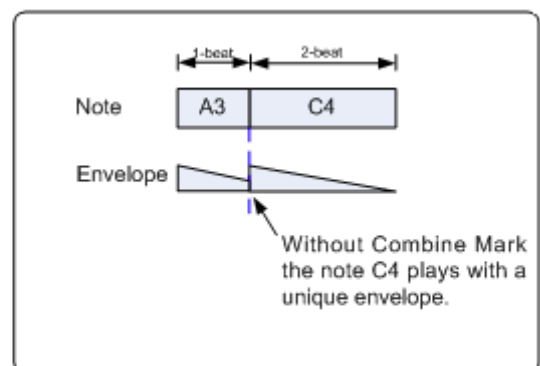 1-beat 2-beat
Note A3 C4
Envelope
Without Combine Mark
the note C4 plays with a
unique envelope.